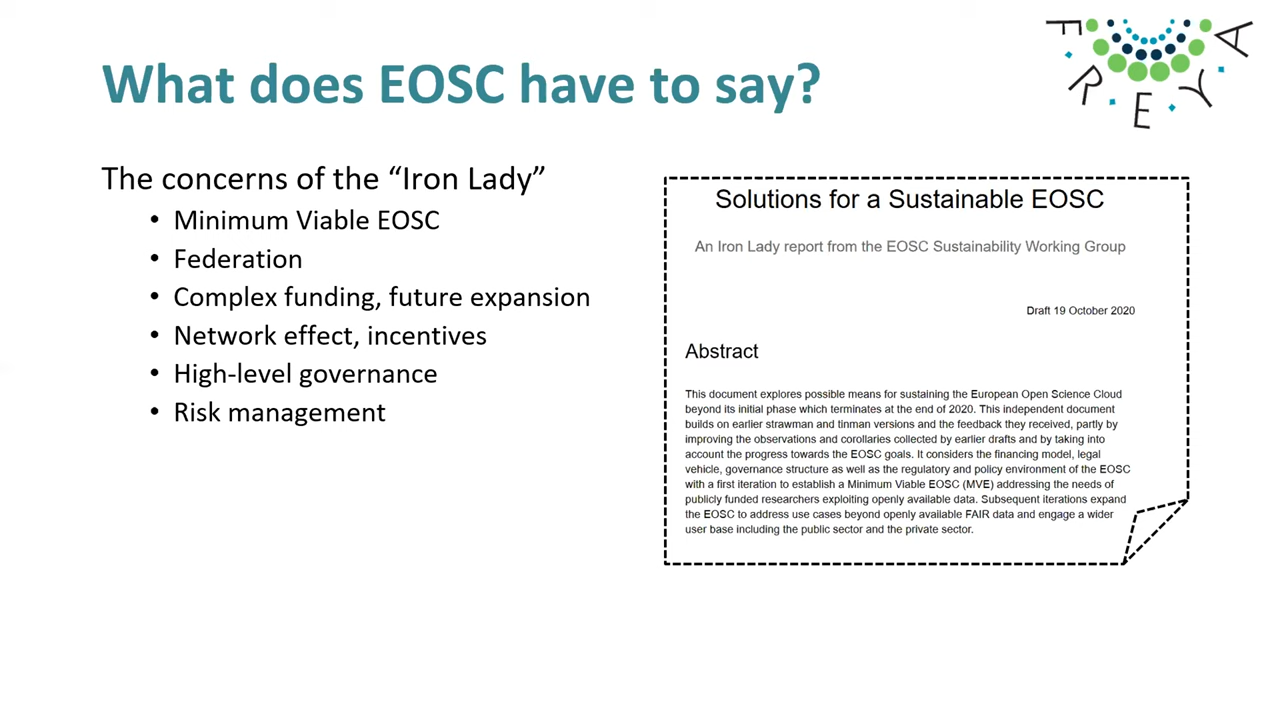 What does EOSC have to say?
FREYA
The concerns of the “Iron Lady”
• Minimum Viable EOSC
• Federation
• Complex funding, future expansion
• Network effect, incentives
• High-level governance
• Risk management
Solutions for a Sustainable EOSC
An Iron Lady report from the EOSC Sustainability Working Group
Draft 19 October 2020
Abstract
This document explores possible means for sustaining the European Open Science Cloud
beyond its initial phase which terminates at the end of 2020. This independent document
builds on earlier strawman and tinman versions and the feedback they received, partly by
improving the observations and corollaries collected by earlier drafts and by taking into
account the progress towards the EOSC goals. It considers the financing model, legal
vehicle, governance structure as well as the regulatory and policy environment of the EOSC
with a first iteration to establish a Minimum Viable EOSC (MVE) addressing the needs of
publicly funded researchers exploiting openly available data. Subsequent iterations expand
the EOSC to address use cases beyond openly available FAIR data and engage a wider
user base including the public sector and the private sector.